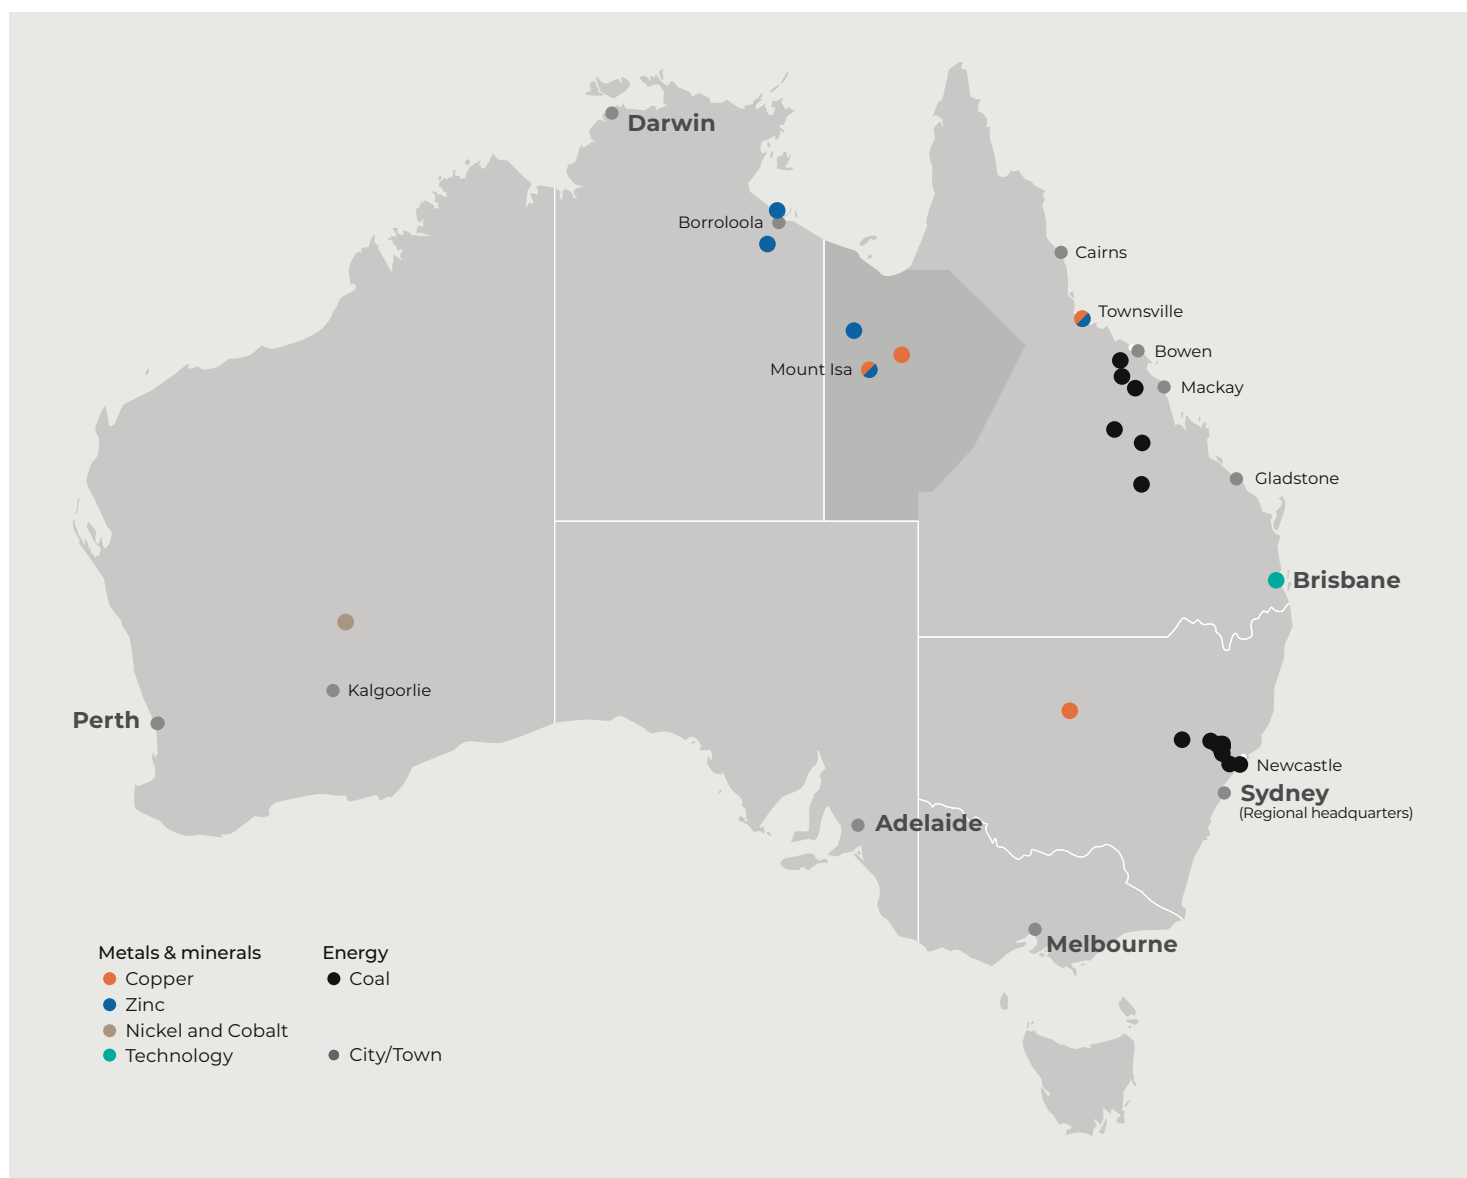 Darwin
Borroloola
Cairns
Townsville
Bowen
Mount Isa
Mackay
Gladstone
Brisbane
Kalgoorlie
Perth
Newcastle
Sydney
(Regional headquarters)
Adelaide
Melbourne
Metals & minerals
Copper
Zinc
Nickel and Cobalt
Technology
Energy
Coal
City/Town